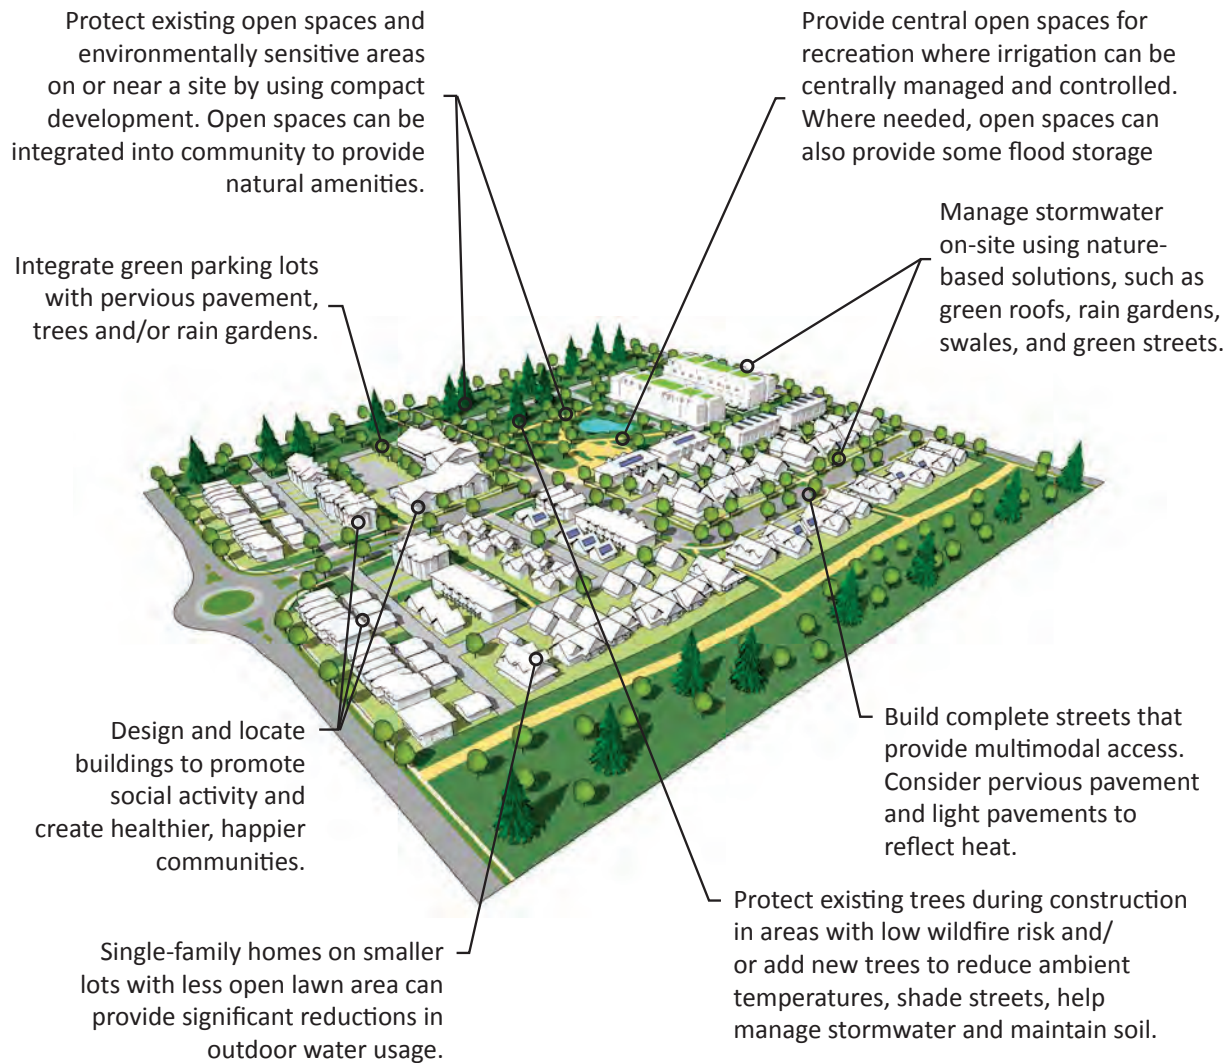 Protect existing open spaces and
environmentally sensitive areas
on or near a site by using compact
development. Open spaces can be
integrated into community to provide
natural amenities.
Provide central open spaces for
recreation where irrigation can be
centrally managed and controlled.
Where needed, open spaces can
also provide some flood storage
Manage stormwater
on-site using nature-
based solutions, such as
green roofs, rain gardens,
swales, and green streets.
Integrate green parking lots
with pervious pavement,
trees and/or rain gardens.
Design and locate
buildings to promote
social activity and
create healthier, happier
communities.
Build complete streets that
provide multimodal access.
Consider pervious pavement
and light pavements to
reflect heat.
Single-family homes on smaller
lots with less open lawn area can
provide significant reductions in
outdoor water usage.
Protect existing trees during construction
in areas with low wildfire risk and/
or add new trees to reduce ambient
temperatures, shade streets, help
manage stormwater and maintain soil.